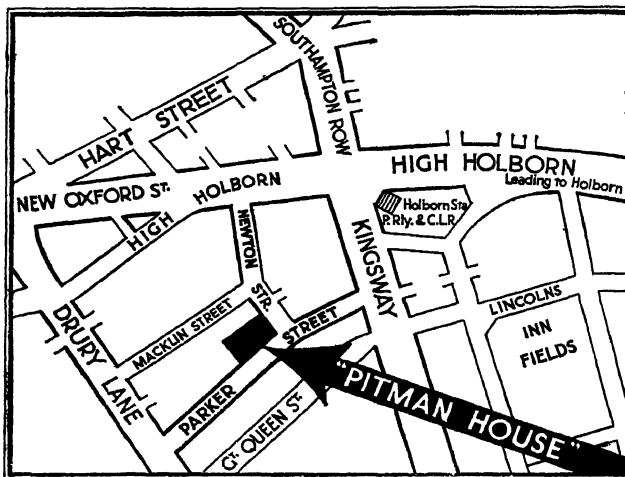 SOUTHAMPTON ROW
HART STREET
HIGH HOLBORN
Leading to Holborn
NEW OXFORD ST.
HIGH HOLBORN
Holborn Sta.
P. Rly. & C.L.R.
NEWTON STR.
KINGSWAY
DRURY LANE
MACKLIN STREET
PARKER STREET
GT. QUEEN ST.
LINCOLNS
INN
FIELDS
"PITMAN HOUSE"